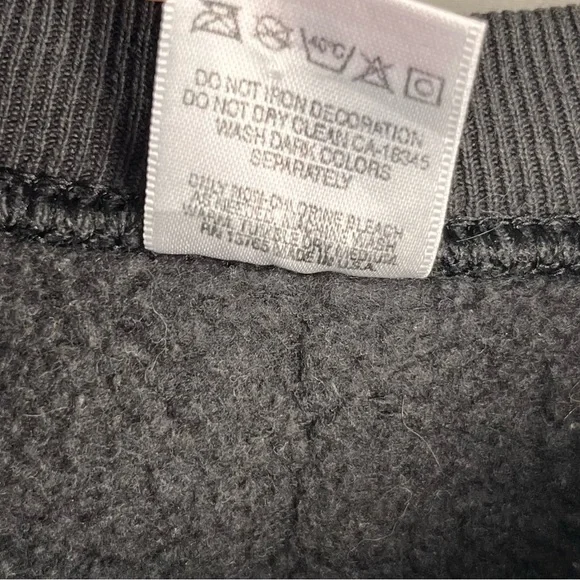 40°C
DO NOT IRON DECORATION
DO NOT DRY CLEAN CA-18345
WASH DARK COLORS
SEPARATELY
ONLY NON-CHLORINE BLEACH
AS NEEDED. MACHINE WASH
WARM, TUMBLE DRY MEDIUM.
RN 13765 MADE IN U.S.A.